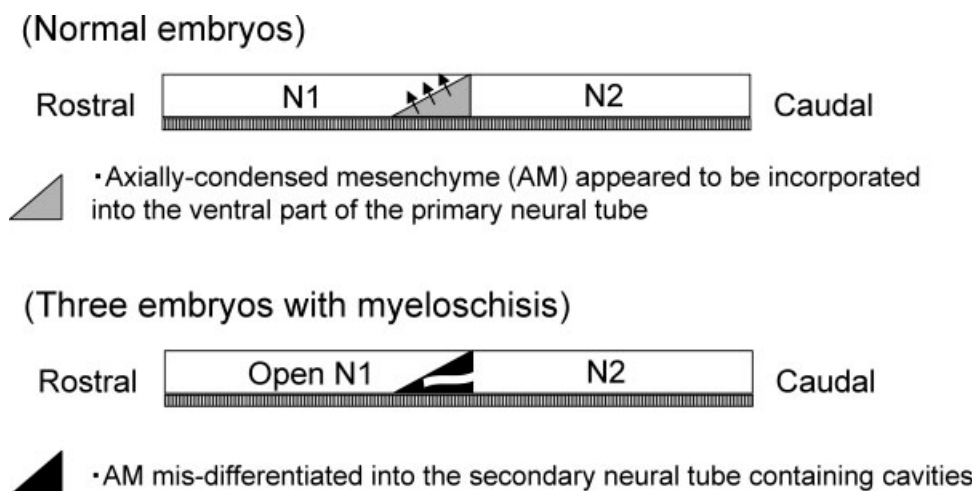 (Normal embryos)
Rostral N1 N2 Caudal
・Axially-condensed mesenchyme (AM) appeared to be incorporated
into the ventral part of the primary neural tube
(Three embryos with myeloschisis)
Rostral Open N1 N2 Caudal
・AM mis-differentiated into the secondary neural tube containing cavities